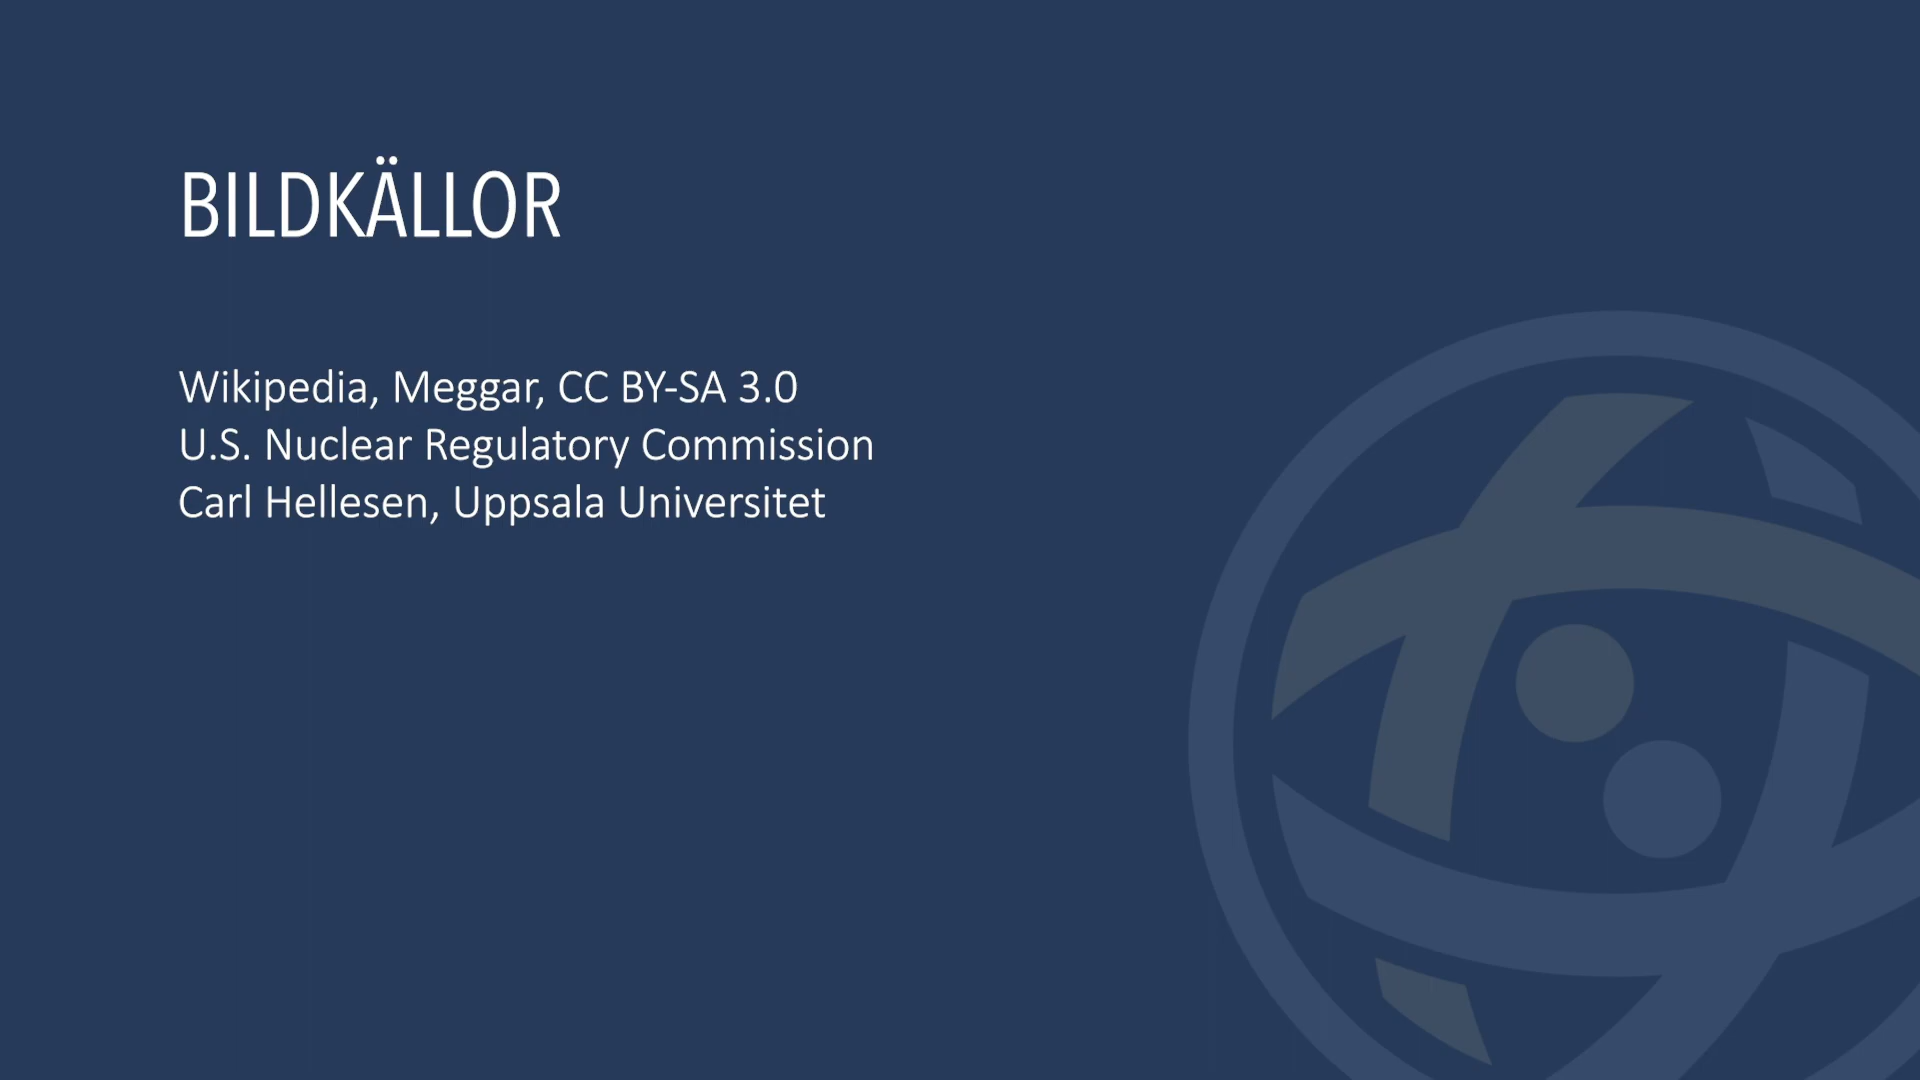 BILDKÄLLOR
Wikipedia, Meggar, CC BY-SA 3.0
U.S. Nuclear Regulatory Commission
Carl Hellesen, Uppsala Universitet